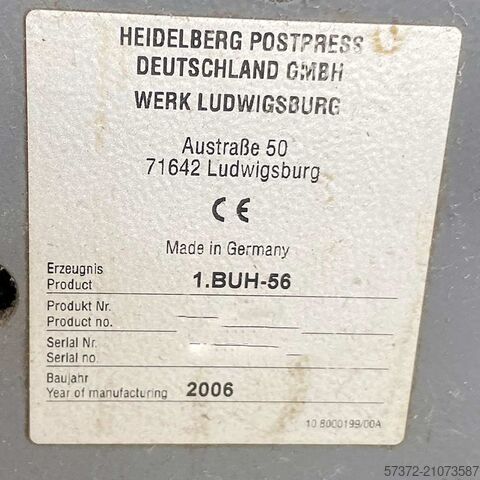 HEIDELBERG POSTPRESS
DEUTSCHLAND GMBH
WERK LUDWIGSBURG
Austraße 50
71642 Ludwigsburg
CE
Made in Germany
Erzeugnis
Product 1.BUH-56
Produkt Nr.
Product no.
Serial Nr.
Serial no.
Baujahr
Year of manufacturing 2006
10.8000199/00A
57372-21073587